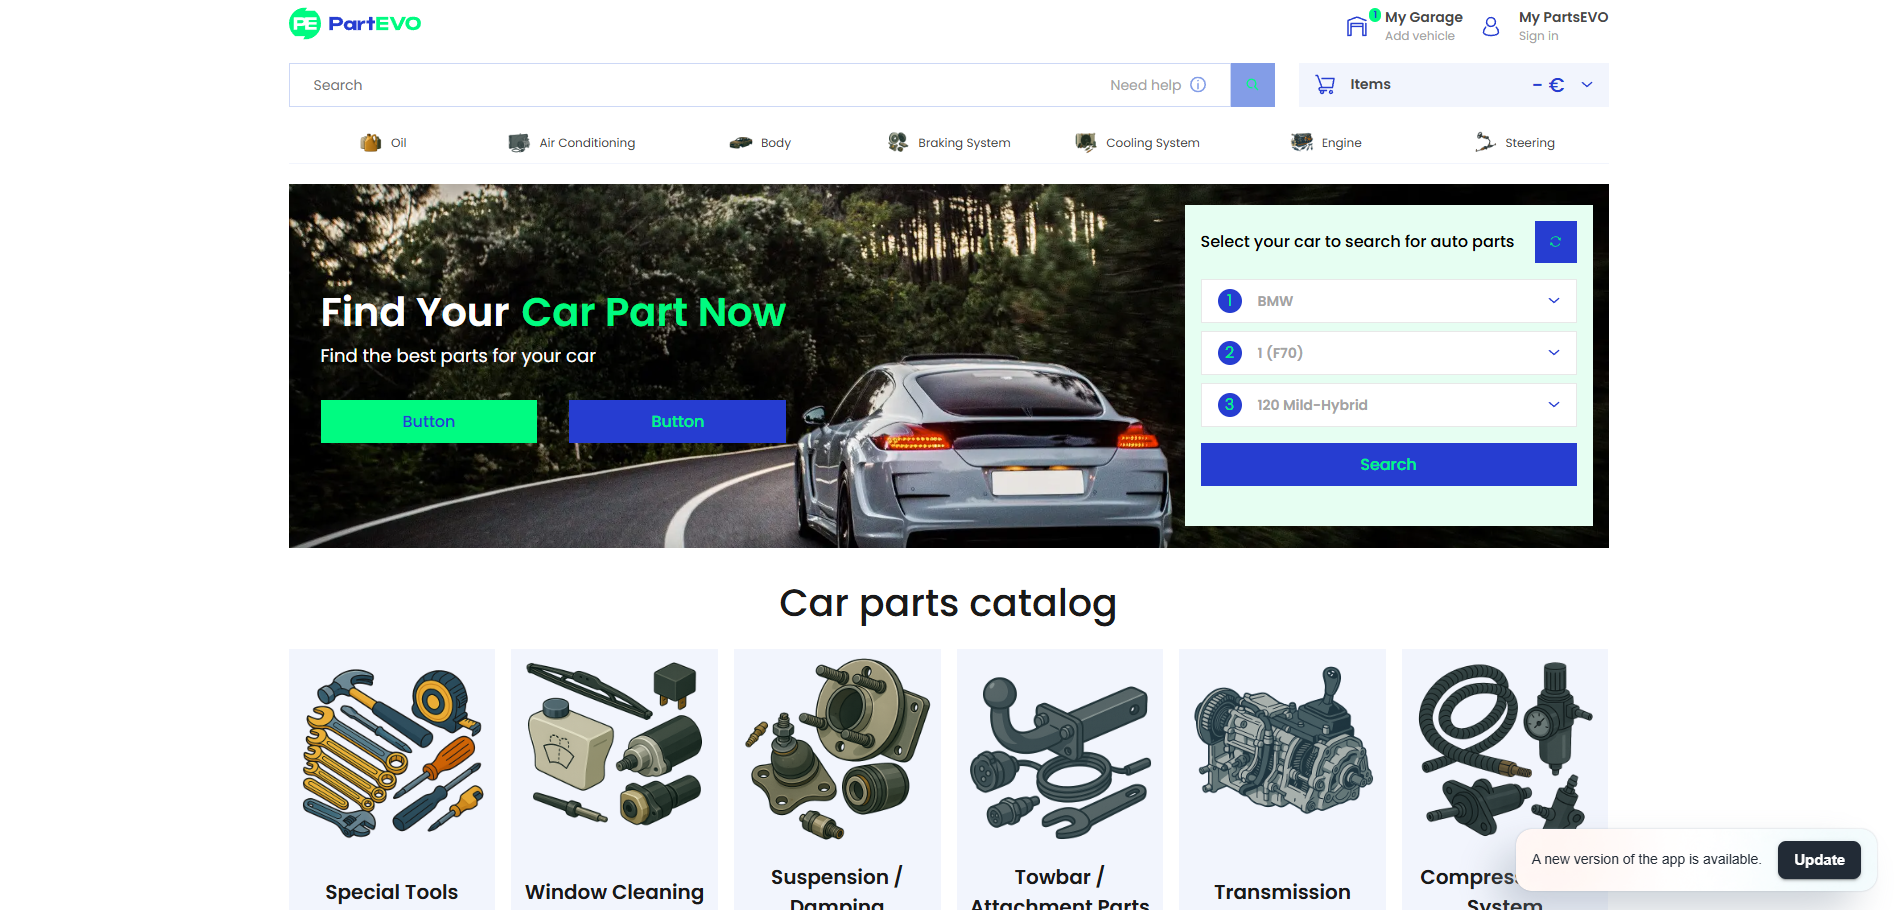 PE PartEVO
1 My Garage
Add vehicle
My PartsEVO
Sign in
Search
Need help
Items
- €
Oil
Air Conditioning
Body
Braking System
Cooling System
Engine
Steering
Find Your Car Part Now
Find the best parts for your car
Button
Button
Select your car to search for auto parts
1 BMW
2 1 (F70)
3 120 Mild-Hybrid
Search
Car parts catalog
Special Tools
Window Cleaning
Suspension /
Damping
Towbar /
Attachment Parts
Transmission
Compress
System
A new version of the app is available.
Update